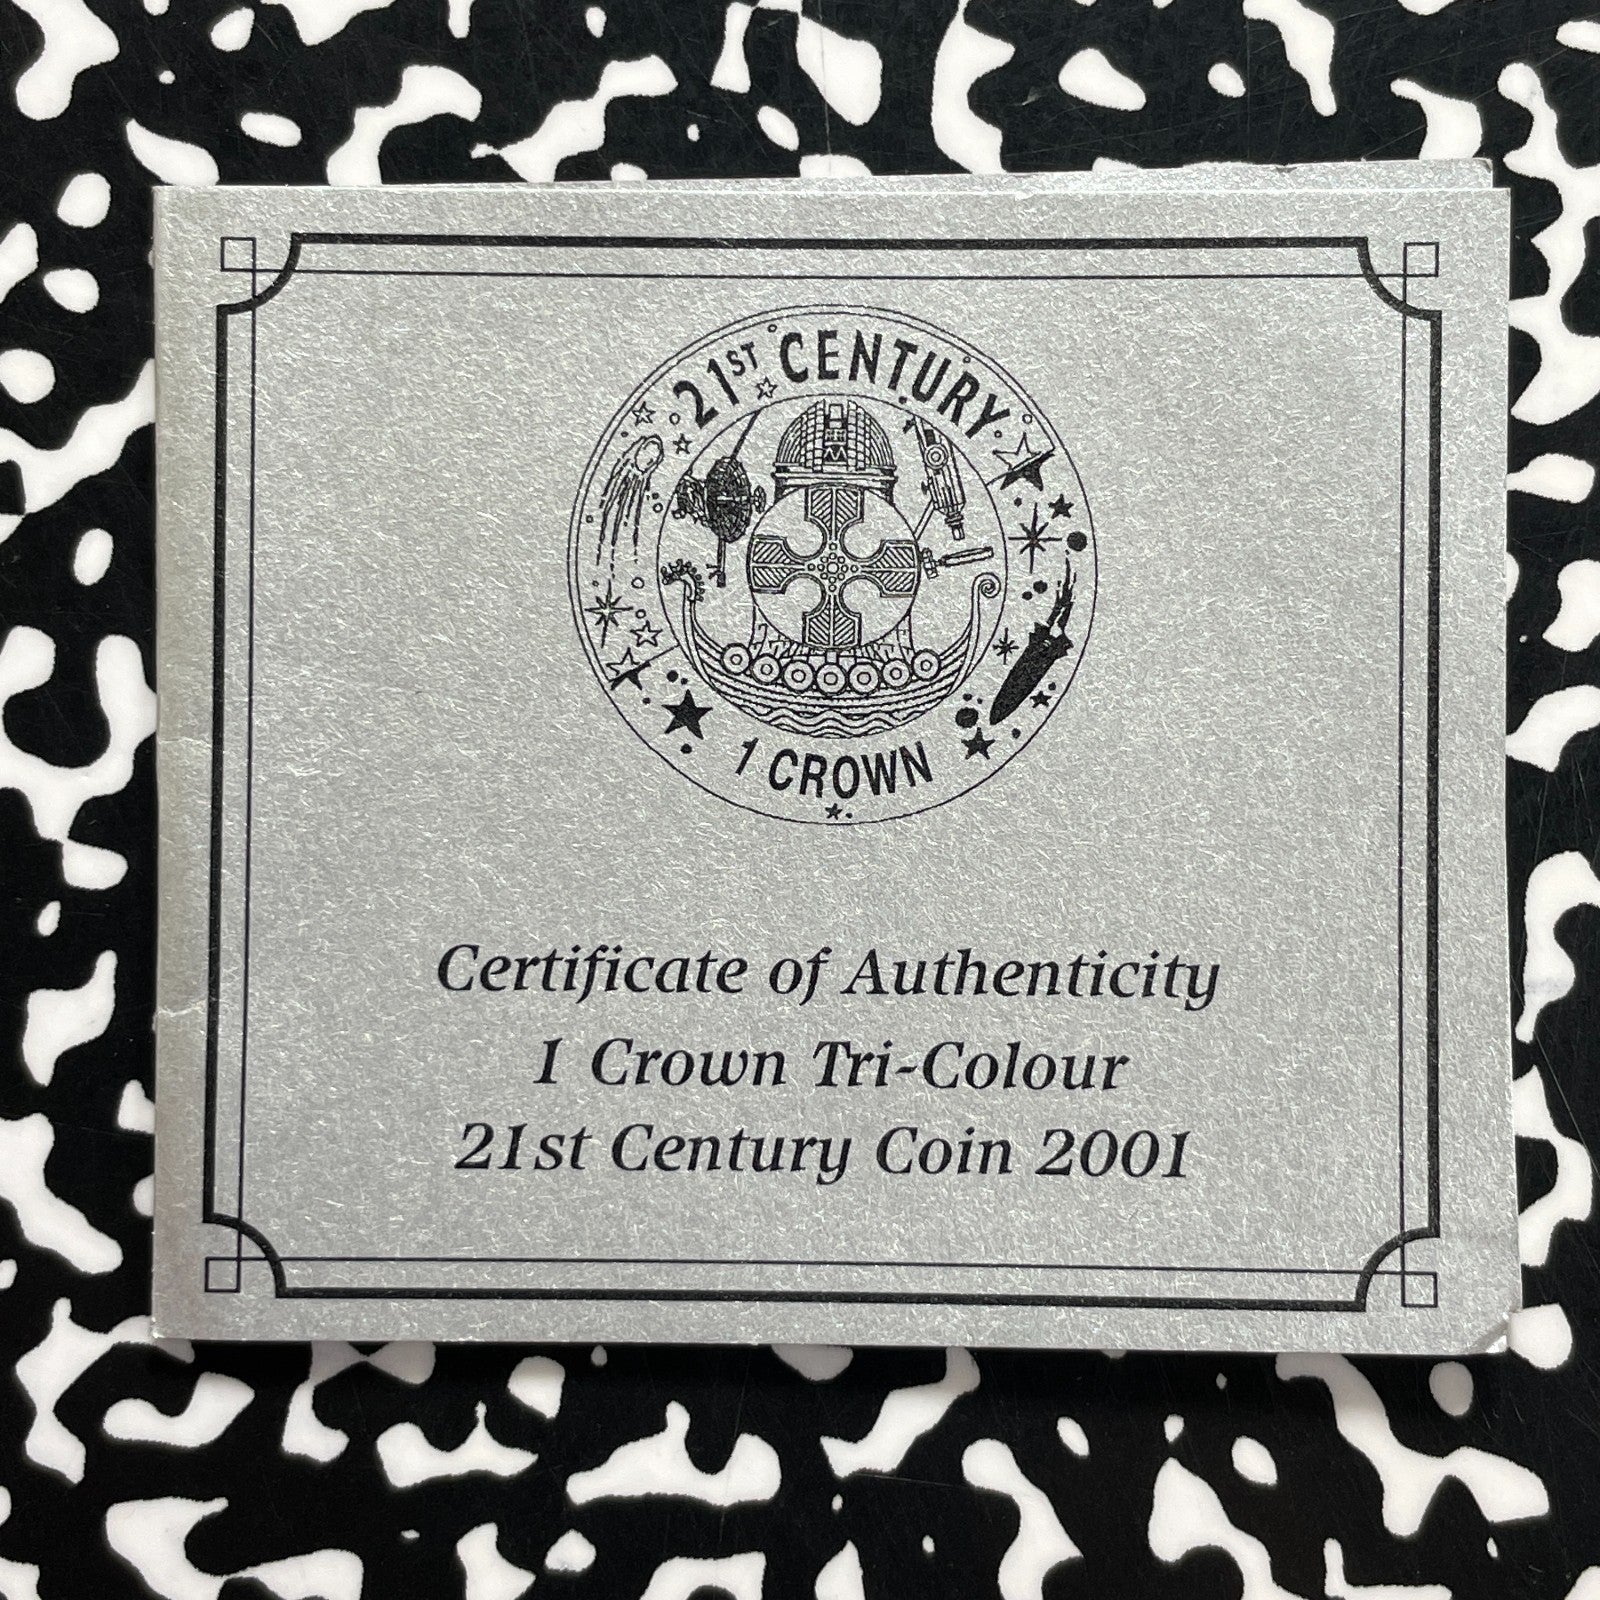 21ST CENTURY
1 CROWN
Certificate of Authenticity
1 Crown Tri-Colour
21st Century Coin 2001